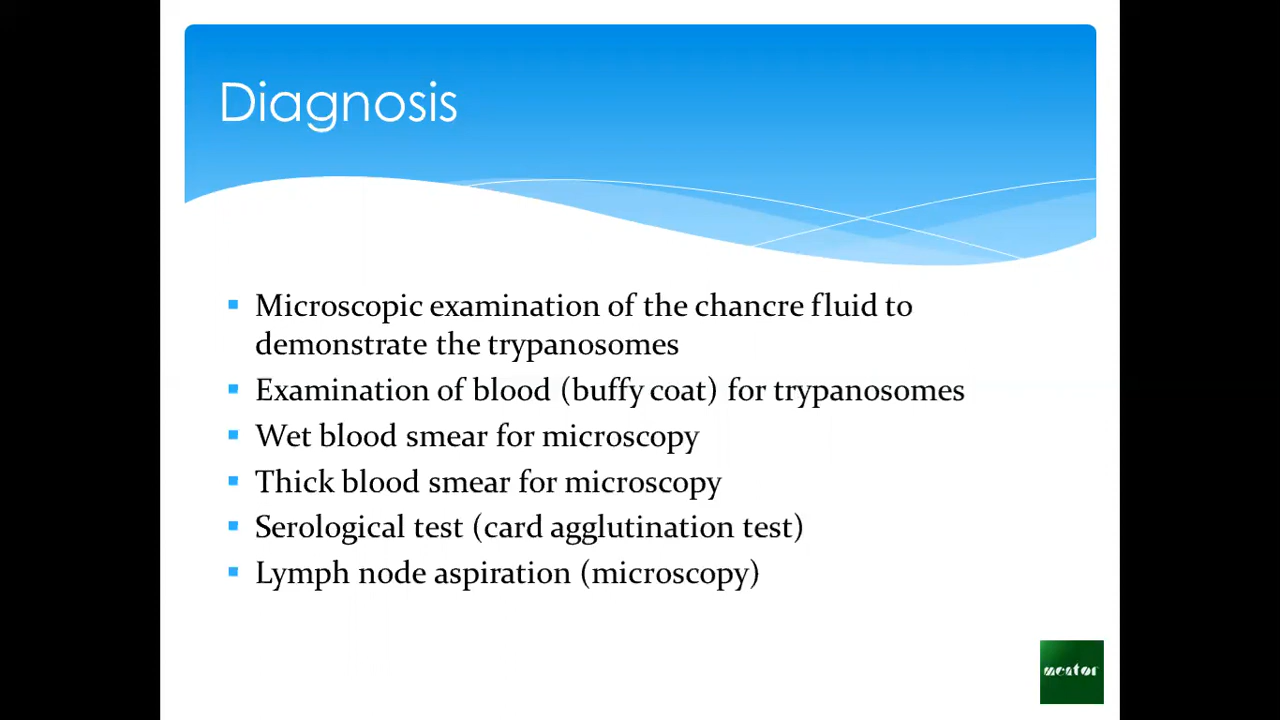 Diagnosis
Microscopic examination of the chancre fluid to
demonstrate the trypanosomes
Examination of blood (buffy coat) for trypanosomes
Wet blood smear for microscopy
Thick blood smear for microscopy
Serological test (card agglutination test)
Lymph node aspiration (microscopy)
mentor